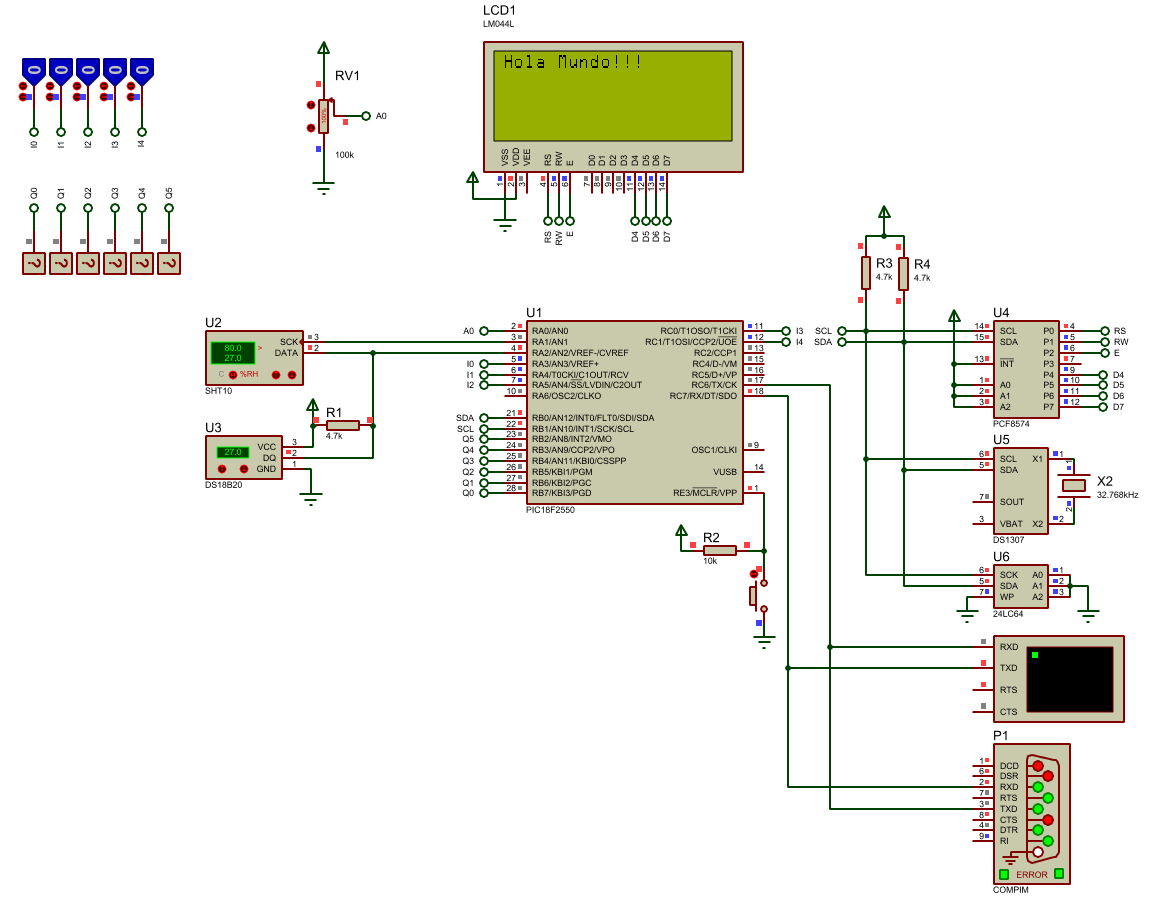 LCD1
LM044L
Hola Mundo!!!
VSS VDD VEE RS RW E D0 D1 D2 D3 D4 D5 D6 D7
1 2 3 4 5 6 7 8 9 10 11 12 13 14
RS RW E D4 D5 D6 D7
0 0 0 0 0
I0 I1 I2 I3 I4
Q0 Q1 Q2 Q3 Q4 Q5
? ? ? ? ? ?
RV1
100%
A0
100k
U2
80.0
27.0
>
°C %RH
SCK 3
DATA 2
SHT10
U3
27.0
VCC 3
DQ 2
GND 1
DS18B20
R1
4.7k
U1
A0 2 RA0/AN0
3 RA1/AN1
4 RA2/AN2/VREF-/CVREF
I0 5 RA3/AN3/VREF+
I1 6 RA4/T0CKI/C1OUT/RCV
I2 7 RA5/AN4/SS/LVDIN/C2OUT
10 RA6/OSC2/CLKO
SDA 21 RB0/AN12/INT0/FLT0/SDI/SDA
SCL 22 RB1/AN10/INT1/SCK/SCL
Q5 23 RB2/AN8/INT2/VMO
Q4 24 RB3/AN9/CCP2/VPO
Q3 25 RB4/AN11/KBI0/CSSPP
Q2 26 RB5/KBI1/PGM
Q1 27 RB6/KBI2/PGC
Q0 28 RB7/KBI3/PGD
RC0/T1OSO/T1CKI 11 I3
RC1/T1OSI/CCP2/UOE 12 I4
RC2/CCP1 13
RC4/D-/VM 15
RC5/D+/VP 16
RC6/TX/CK 17
RC7/RX/DT/SDO 18
OSC1/CLKI 9
VUSB 14
RE3/MCLR/VPP 1
PIC18F2550
R2
10k
R3
4.7k
R4
4.7k
SCL
SDA
U4
14 SCL P0 4 RS
15 SDA P1 5 RW
P2 6 E
13 INT P3 7
P4 9 D4
1 A0 P5 10 D5
2 A1 P6 11 D6
3 A2 P7 12 D7
PCF8574
U5
6 SCL X1 1
5 SDA
7 SOUT
3 VBAT X2 2
DS1307
1
X2
32.768kHz
2
U6
6 SCK A0 1
5 SDA A1 2
7 WP A2 3
24LC64
RXD
TXD
RTS
CTS
P1
1 DCD
6 DSR
2 RXD
7 RTS
3 TXD
8 CTS
4 DTR
9 RI
ERROR
COMPIM